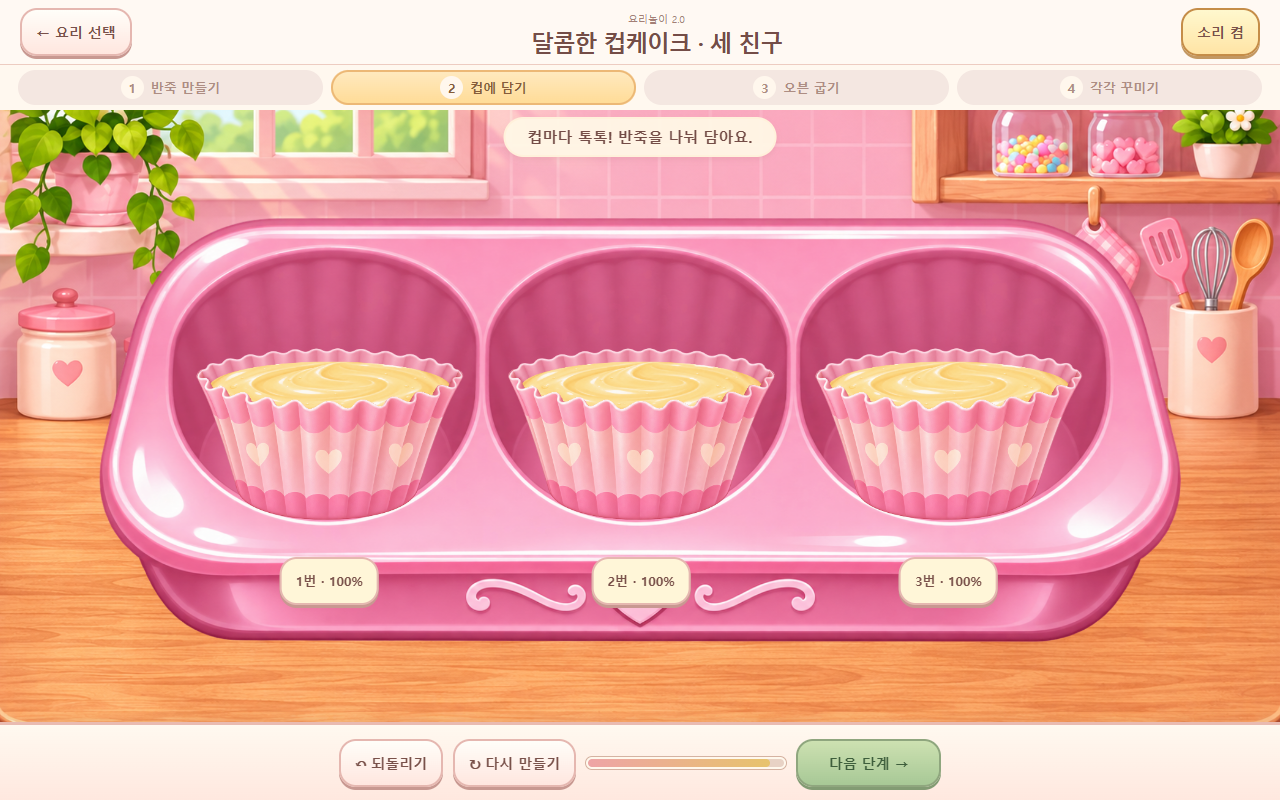 ← 요리 선택
요리놀이 2.0
달콤한 컵케이크 · 세 친구
소리 켬
1 반죽 만들기
2 컵에 담기
3 오븐 굽기
4 각각 꾸미기
컵마다 톡톡! 반죽을 나눠 담아요.
1번 · 100%
2번 · 100%
3번 · 100%
↶ 되돌리기
↻ 다시 만들기
다음 단계 →